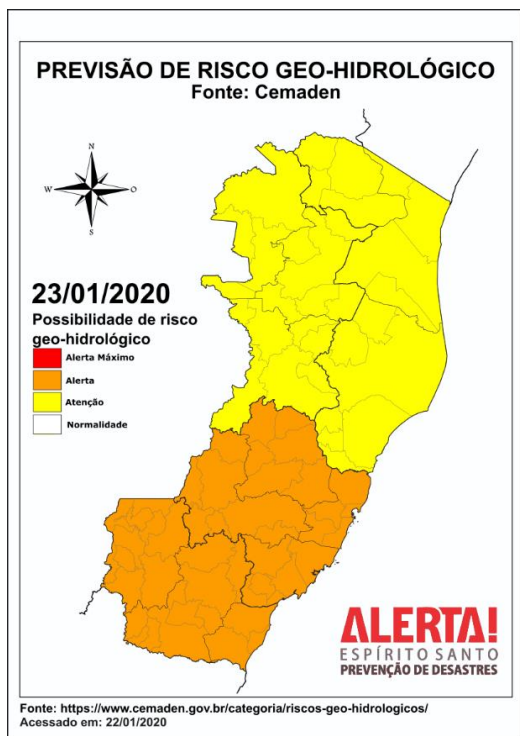 PREVISÃO DE RISCO GEO-HIDROLÓGICO
Fonte: Cemaden
N
W
O
S
23/01/2020
Possibilidade de risco
geo-hidrológico
Alerta Máximo
Alerta
Atenção
Normalidade
ALERTA!
ESPÍRITO SANTO
PREVENÇÃO DE DESASTRES
Fonte: https://www.cemaden.gov.br/categoria/riscos-geo-hidrologicos/
Acessado em: 22/01/2020